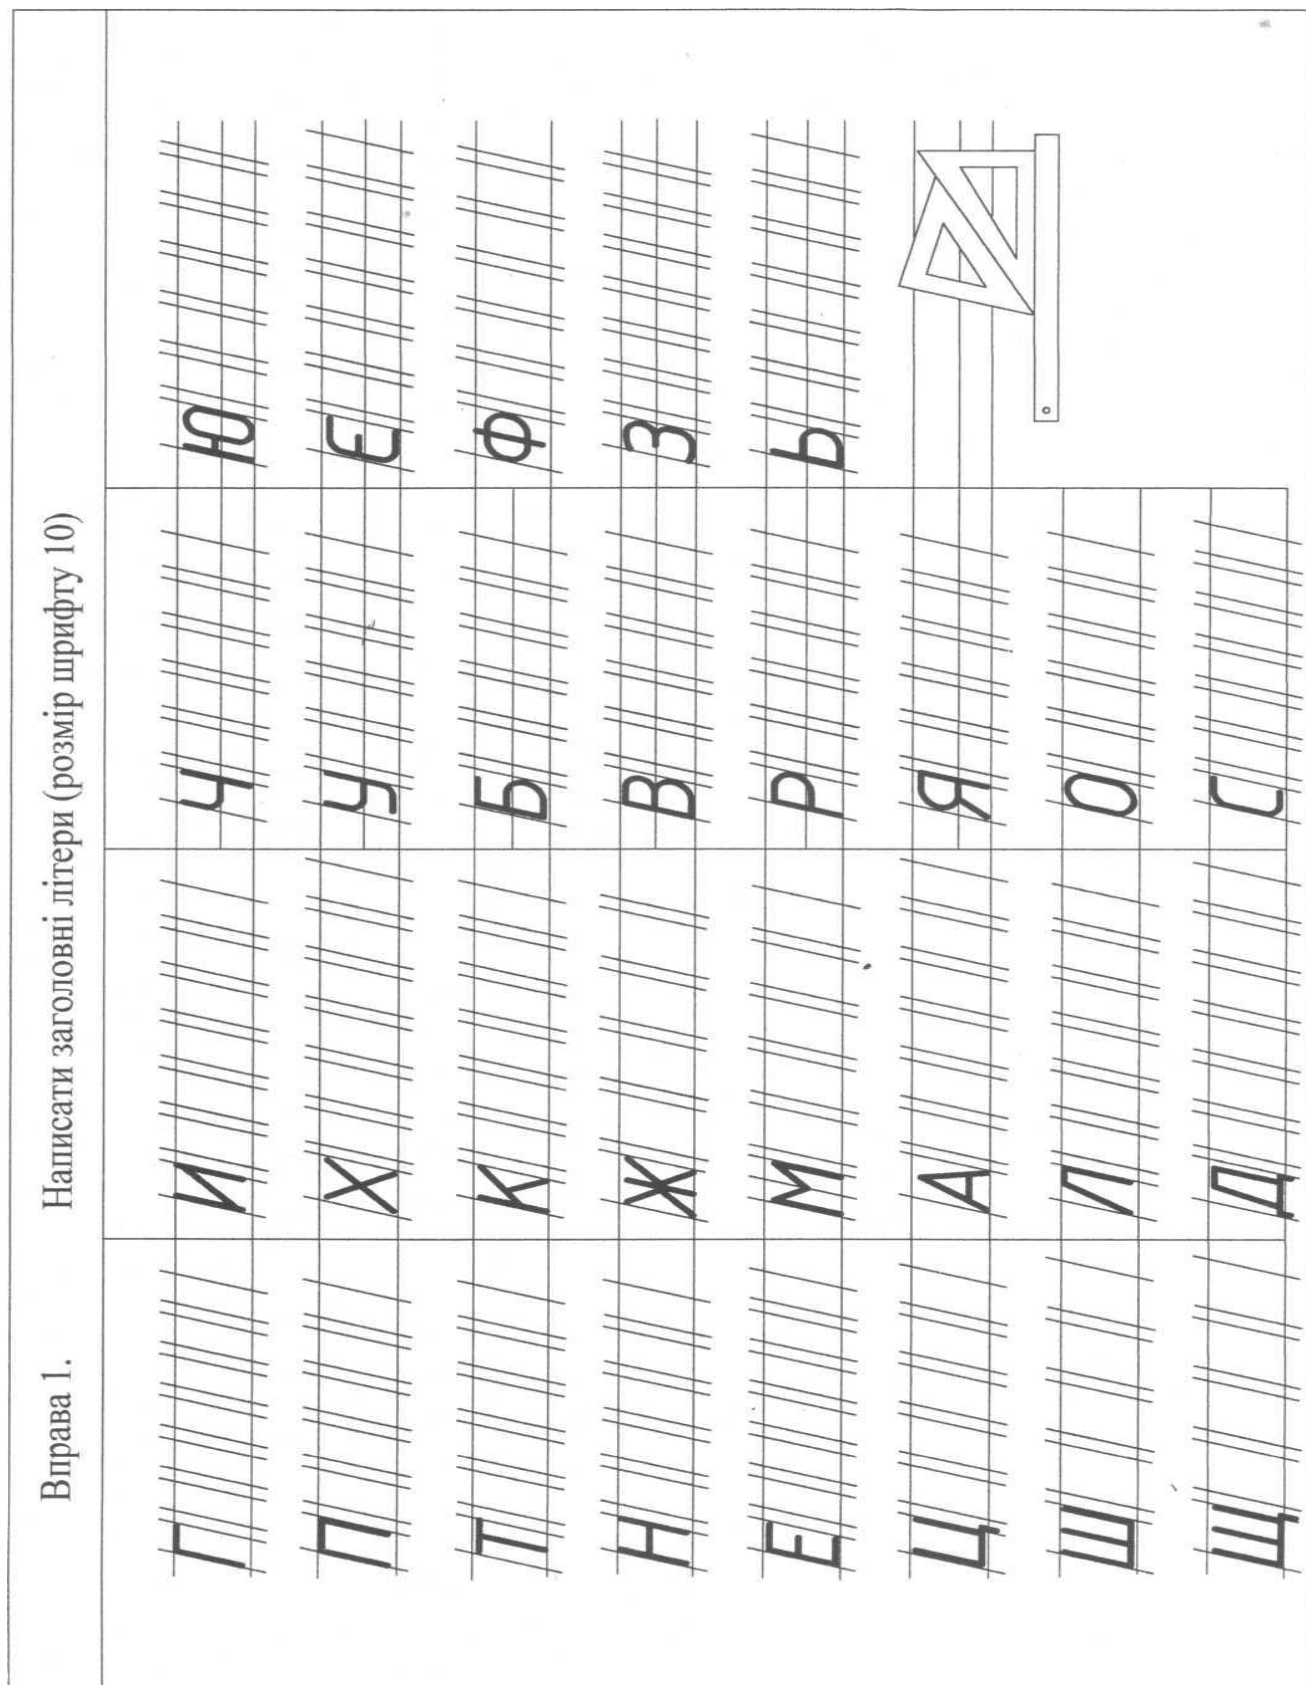 Вправа 1. Написати заголовні літери (розмір шрифту 10)
Г И Ч Ю
П Х У Є
Т К Б Ф
Н Ж В З
Е М Р Ь
Ц А Я
Ш Л О
Щ Д С